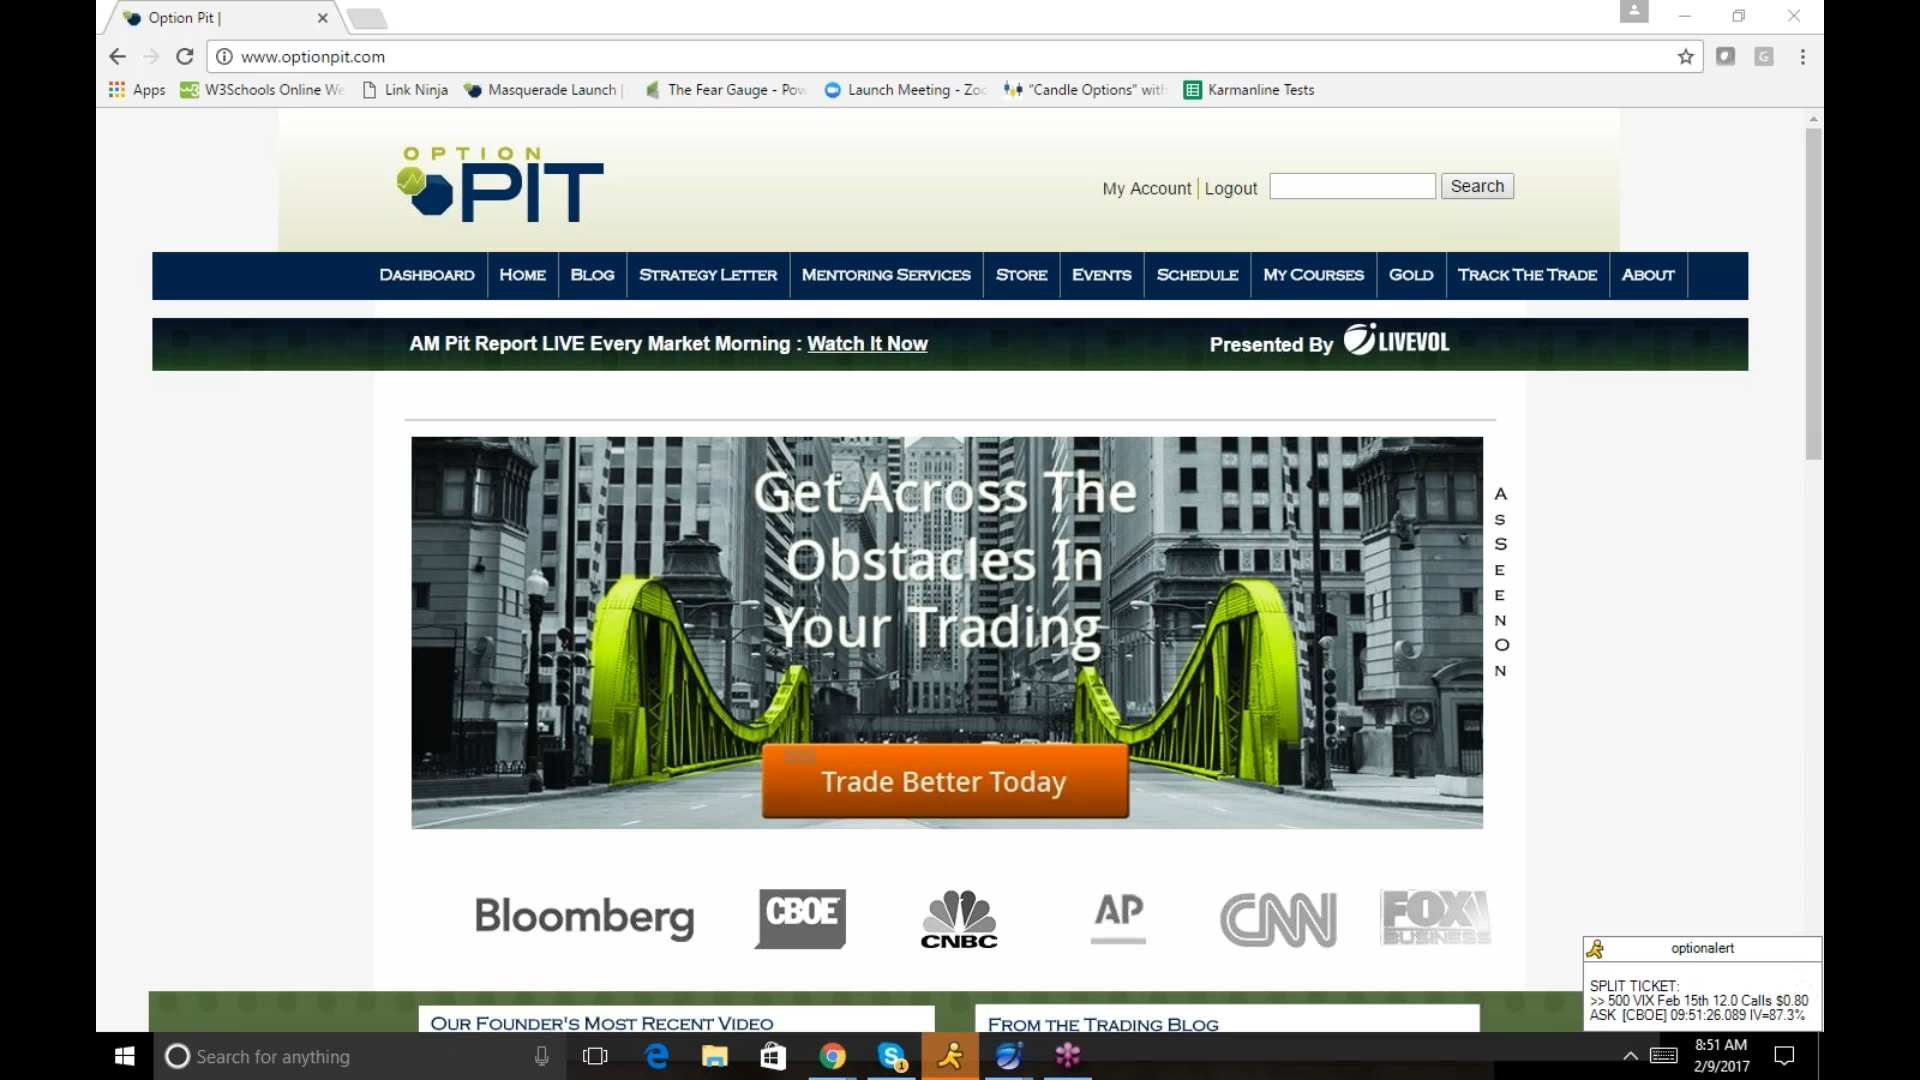 Option Pit |
www.optionpit.com
Apps
W3Schools Online We
Link Ninja
Masquerade Launch |
The Fear Gauge - Pow
Launch Meeting - Zoo
"Candle Options" with
Karmanline Tests
OPTION
PIT
My Account | Logout
Search
DASHBOARD
HOME
BLOG
STRATEGY LETTER
MENTORING SERVICES
STORE
EVENTS
SCHEDULE
MY COURSES
GOLD
TRACK THE TRADE
ABOUT
AM Pit Report LIVE Every Market Morning : Watch It Now
Presented By LIVEVOL
Get Across The
Obstacles In
Your Trading
Trade Better Today
A
S
S
E
E
N
O
N
Bloomberg
CBOE
CNBC
AP
CNN
FOX
BUSINESS
optionalert
SPLIT TICKET:
>> 500 VIX Feb 15th 12.0 Calls $0.80
ASK [CBOE] 09:51:26.089 IV=87.3%
OUR FOUNDER'S MOST RECENT VIDEO
FROM THE TRADING BLOG
Search for anything
8:51 AM
2/9/2017